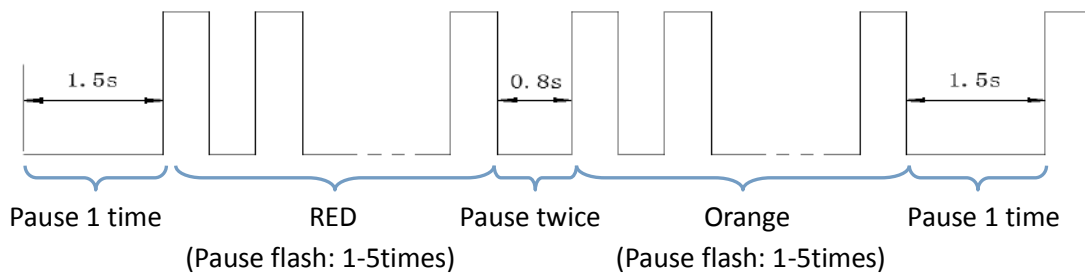 1.5s 0.8s 1.5s
Pause 1 time RED Pause twice Orange Pause 1 time
(Pause flash: 1-5times) (Pause flash: 1-5times)